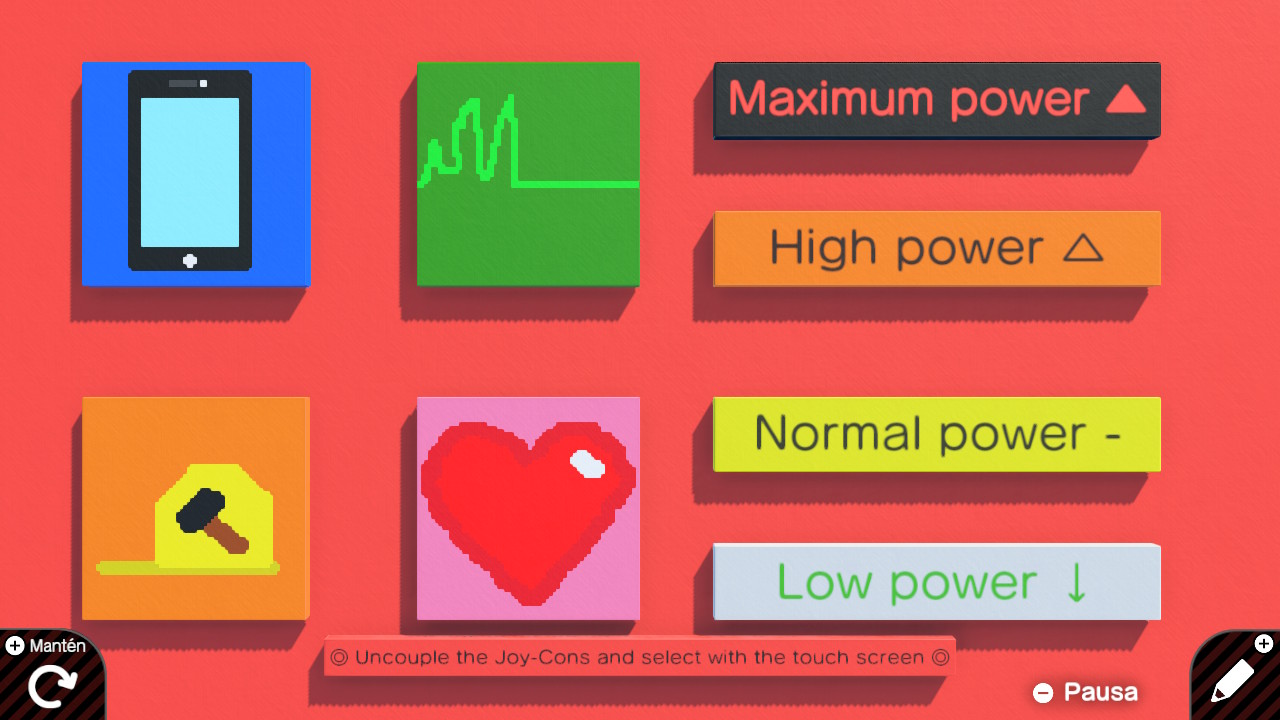 Maximum power ▲
High power △
Normal power -
Low power ↓
Mantén
◎ Uncouple the Joy-Cons and select with the touch screen ◎
Pausa